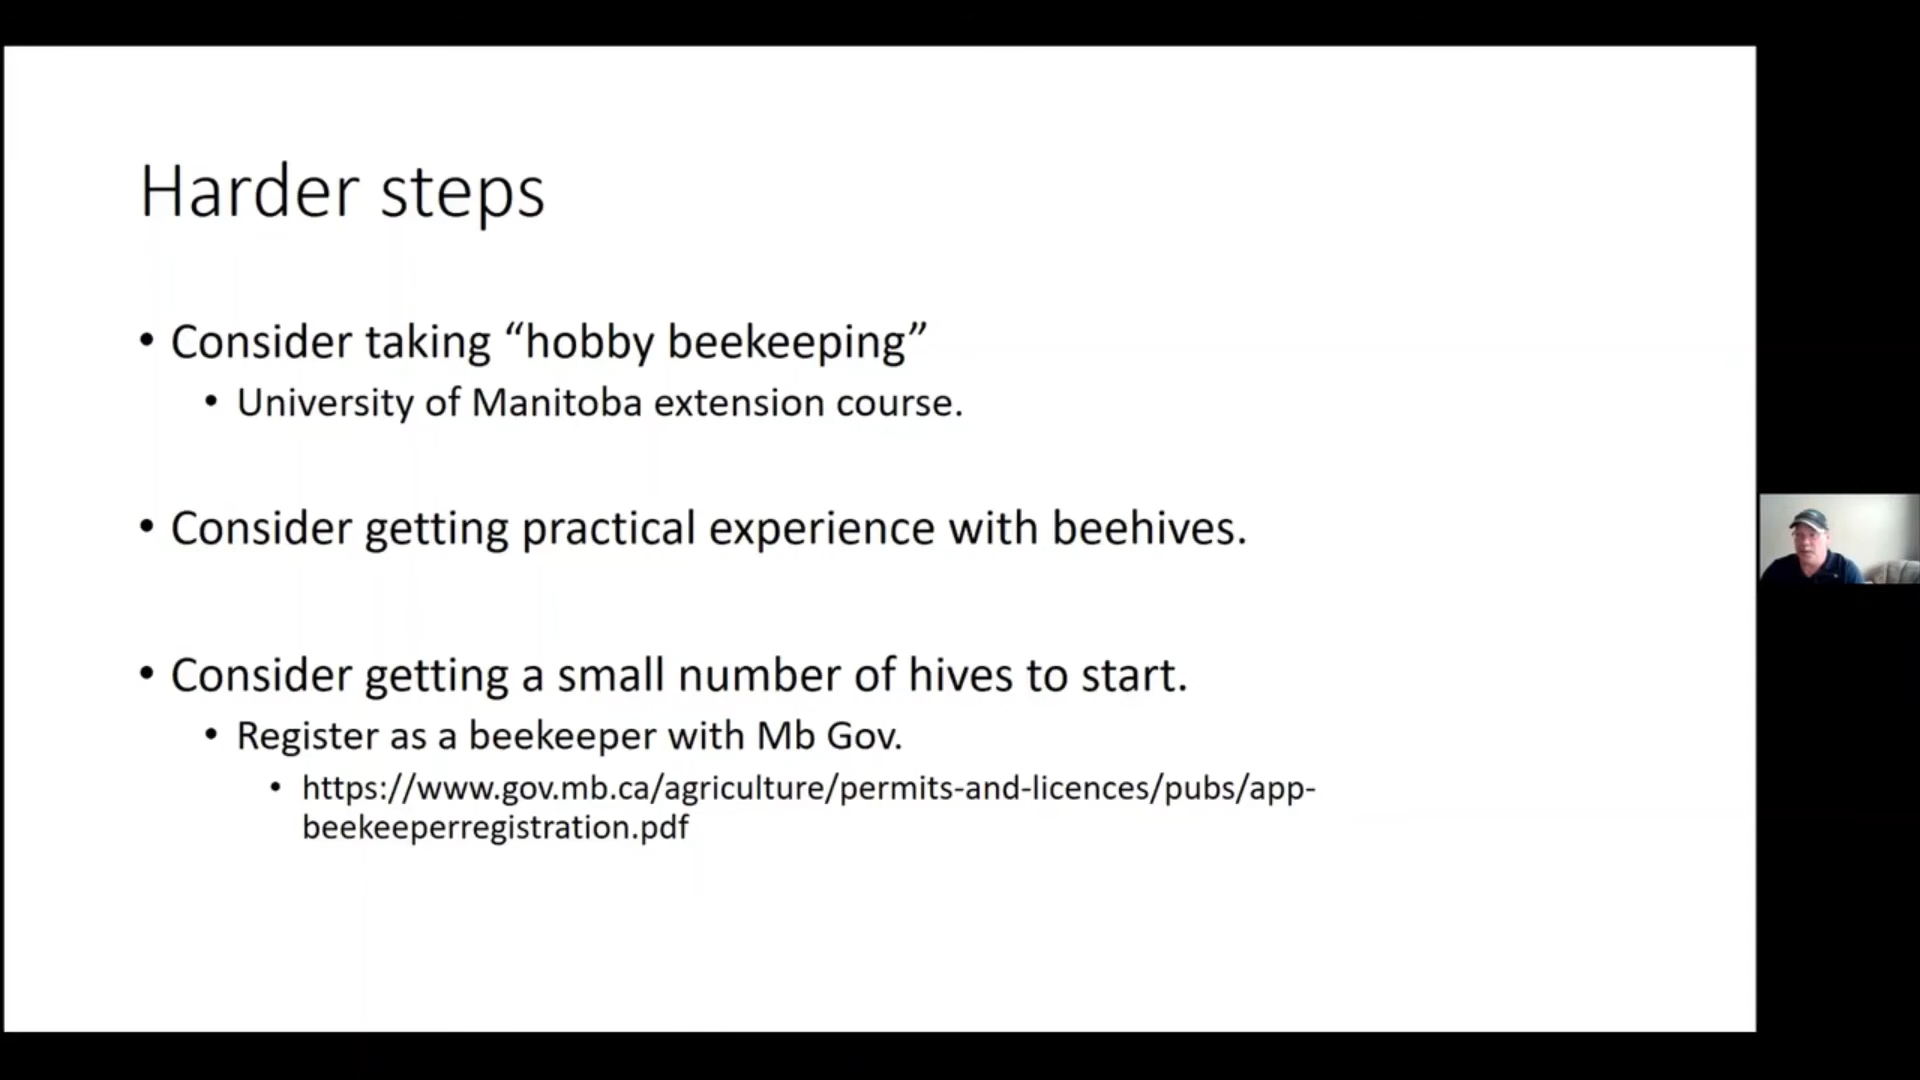 Harder steps
• Consider taking “hobby beekeeping”
• University of Manitoba extension course.
• Consider getting practical experience with beehives.
• Consider getting a small number of hives to start.
• Register as a beekeeper with Mb Gov.
• https://www.gov.mb.ca/agriculture/permits-and-licences/pubs/app-
beekeeperregistration.pdf